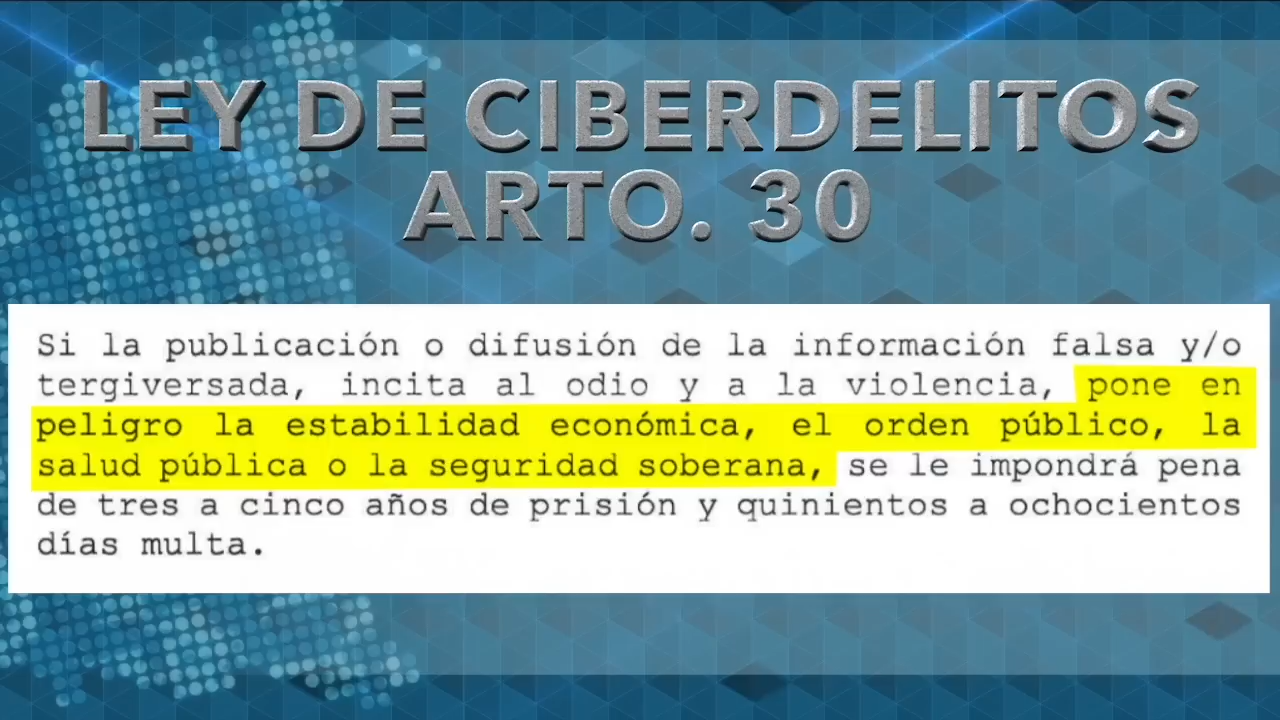 LEY DE CIBERDELITOS
ARTO. 30
Si la publicación o difusión de la información falsa y/o
tergiversada, incita al odio y a la violencia, pone en
peligro la estabilidad económica, el orden público, la
salud pública o la seguridad soberana, se le impondrá pena
de tres a cinco años de prisión y quinientos a ochocientos
días multa.